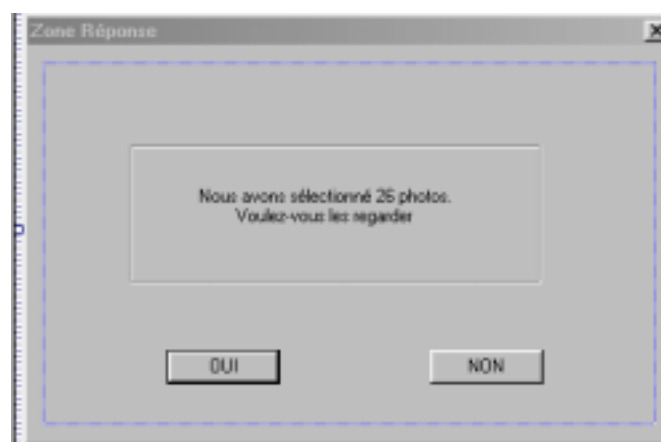 Zone Réponse
Nous avons sélectionné 26 photos.
Voulez-vous les regarder
OUI
NON